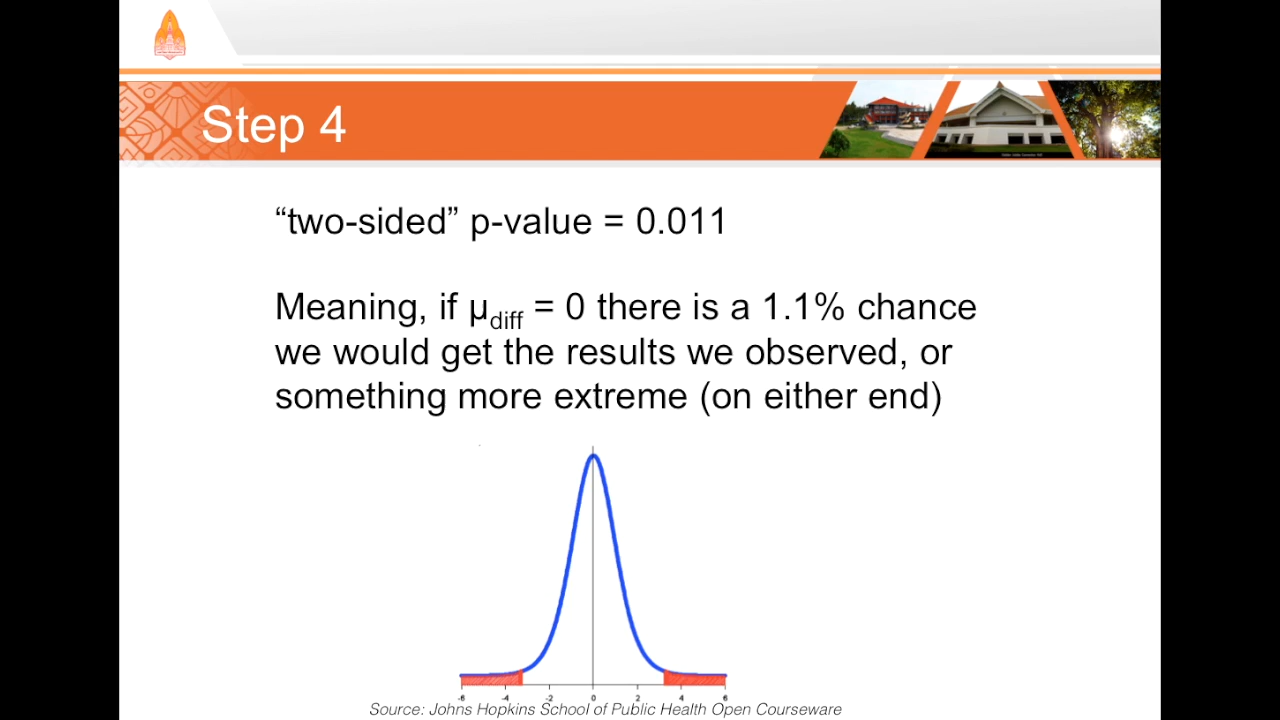 Step 4
“two-sided” p-value = 0.011
Meaning, if μdiff = 0 there is a 1.1% chance
we would get the results we observed, or
something more extreme (on either end)
-6 -4 -2 0 2 4 6
Source: Johns Hopkins School of Public Health Open Courseware